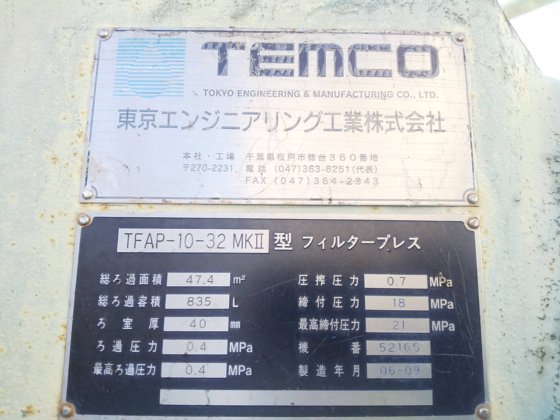 TEMCO
TOKYO ENGINEERING & MANUFACTURING CO., LTD.
東京エンジニアリング工業株式会社
本社・工場 千葉県松戸市稔台360番地
〒270-2231 電話 (047)363-6251(代表)
FAX (047)364-2343
TFAP-10-32 MKⅡ 型 フィルタープレス
総ろ過面積 47.4 m²
総ろ過容積 835 L
ろ室厚 40 mm
ろ過圧力 0.4 MPa
最高ろ過圧力 0.4 MPa
圧搾圧力 0.7 MPa
締付圧力 18 MPa
最高締付圧力 21 MPa
機番 52165
製造年月 06-09